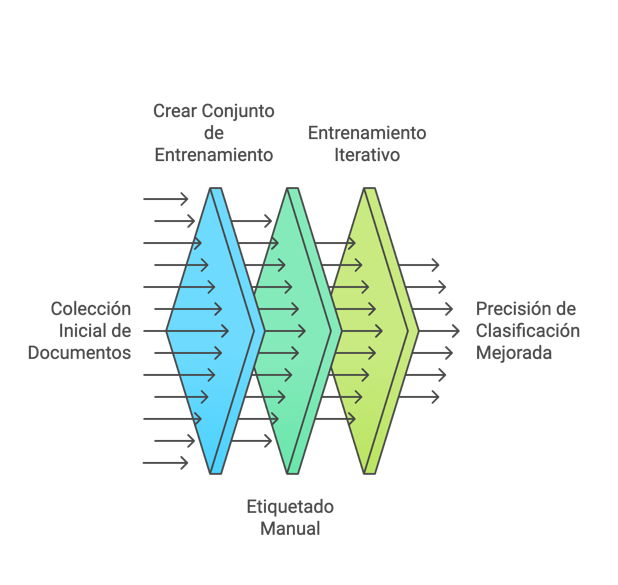 Crear Conjunto
de
Entrenamiento
Entrenamiento
Iterativo
Colección
Inicial de
Documentos
Precisión de
Clasificación
Mejorada
Etiquetado
Manual